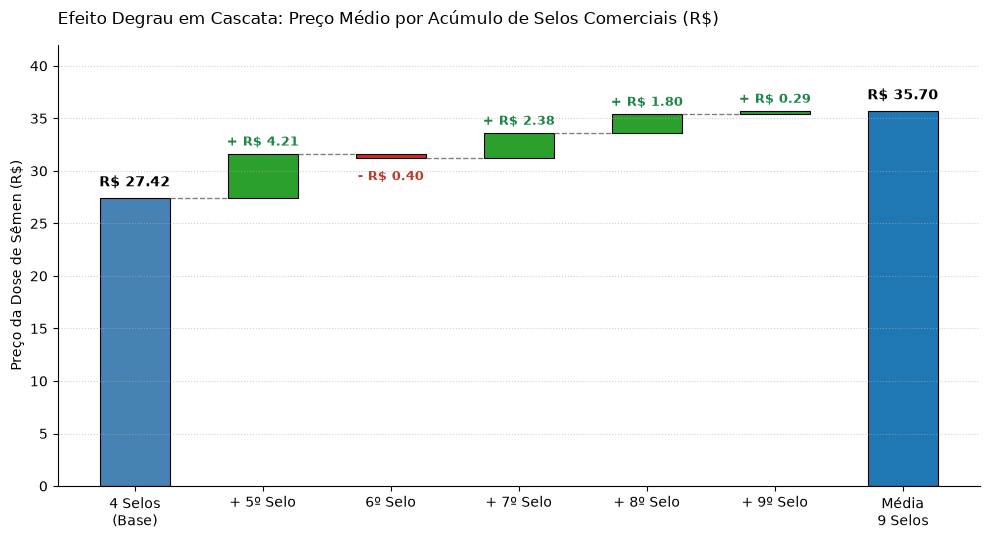 Efeito Degrau em Cascata: Preço Médio por Acúmulo de Selos Comerciais (R$)
Preço da Dose de Sêmen (R$)
40
35
30
25
20
15
10
5
0
R$ 27.42
+ R$ 4.21
- R$ 0.40
+ R$ 2.38
+ R$ 1.80
+ R$ 0.29
R$ 35.70
4 Selos
(Base)
+ 5º Selo
6º Selo
+ 7º Selo
+ 8º Selo
+ 9º Selo
Média
9 Selos